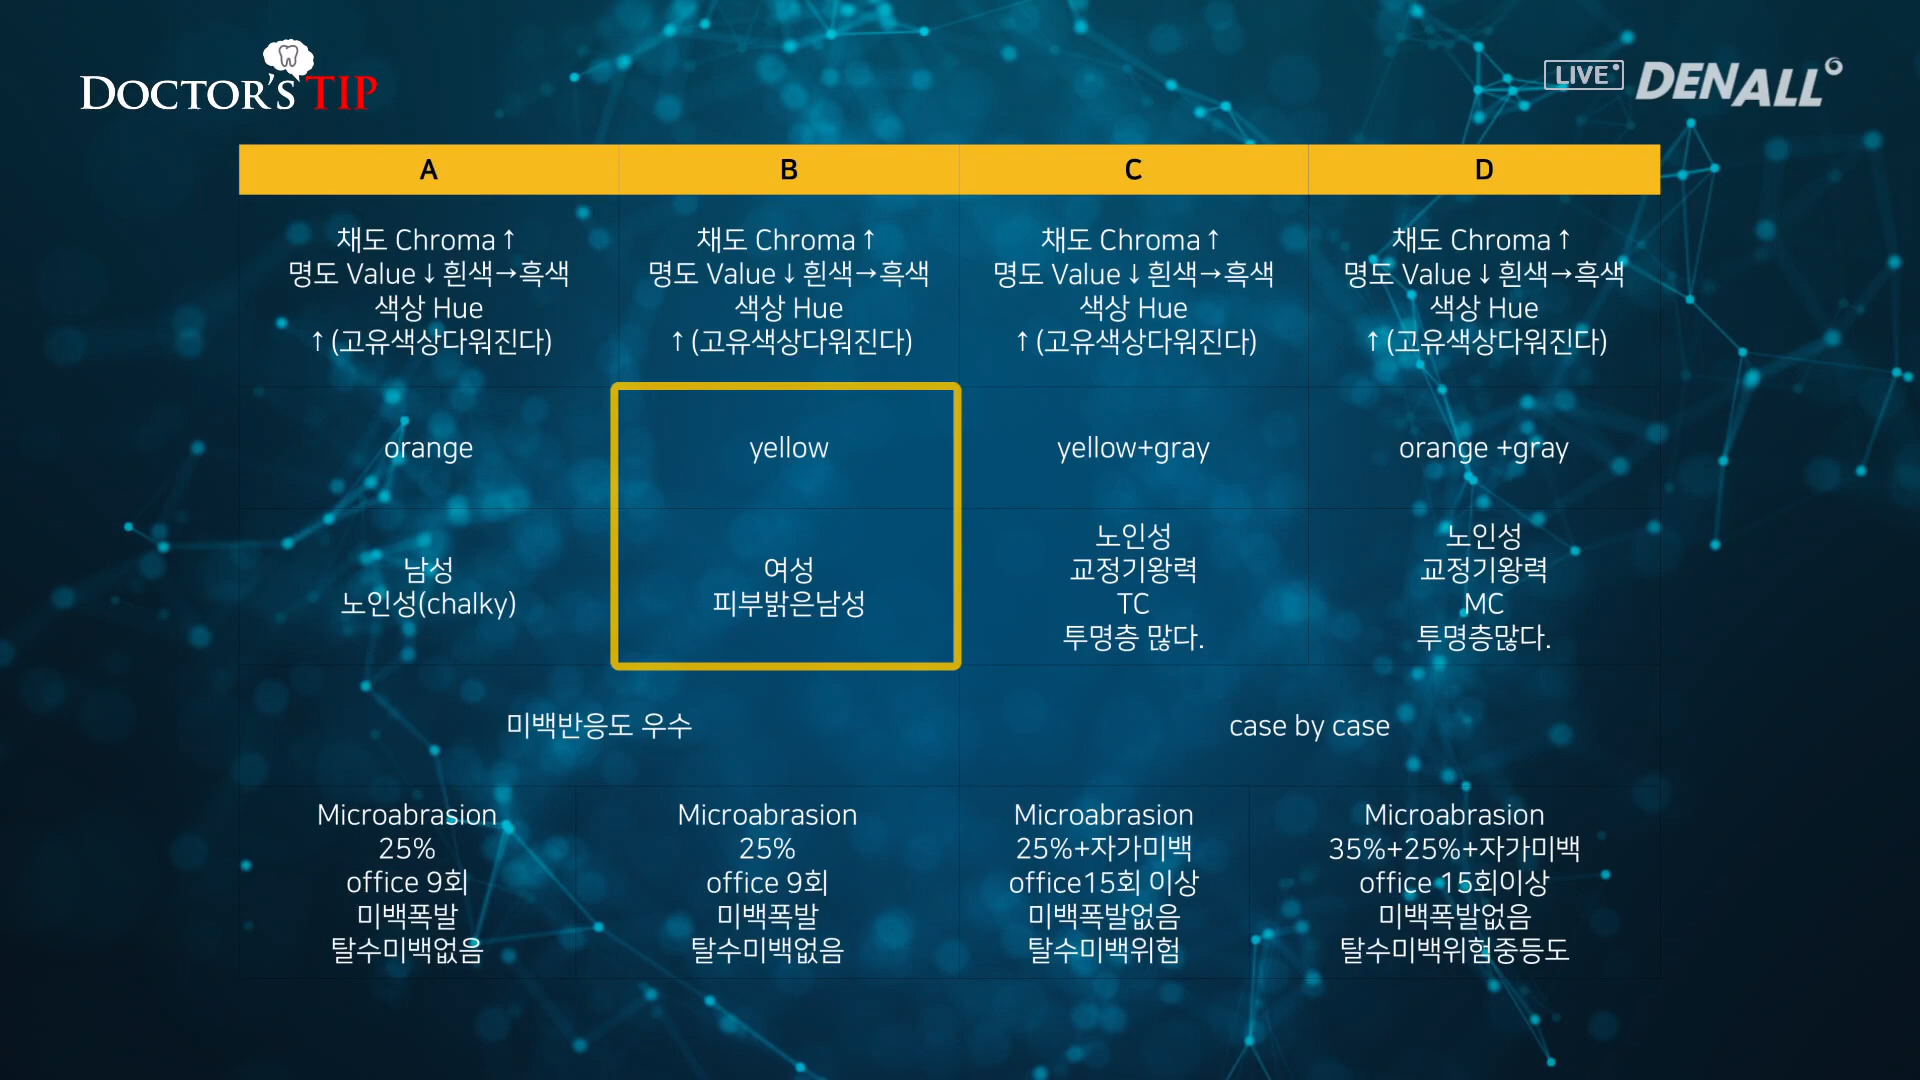 DOCTOR'S TIP
LIVE DENALL
A B C D
채도 Chroma↑
명도 Value↓흰색→흑색
색상 Hue
↑(고유색상다워진다)
채도 Chroma↑
명도 Value↓흰색→흑색
색상 Hue
↑(고유색상다워진다)
채도 Chroma↑
명도 Value↓흰색→흑색
색상 Hue
↑(고유색상다워진다)
채도 Chroma↑
명도 Value↓흰색→흑색
색상 Hue
↑(고유색상다워진다)
orange
yellow
yellow+gray
orange +gray
남성
노인성(chalky)
여성
피부밝은남성
노인성
교정기왕력
TC
투명층 많다.
노인성
교정기왕력
MC
투명층많다.
미백반응도 우수
case by case
Microabrasion
25%
office 9회
미백폭발
탈수미백없음
Microabrasion
25%
office 9회
미백폭발
탈수미백없음
Microabrasion
25%+자가미백
office15회 이상
미백폭발없음
탈수미백위험
Microabrasion
35%+25%+자가미백
office 15회이상
미백폭발없음
탈수미백위험중등도